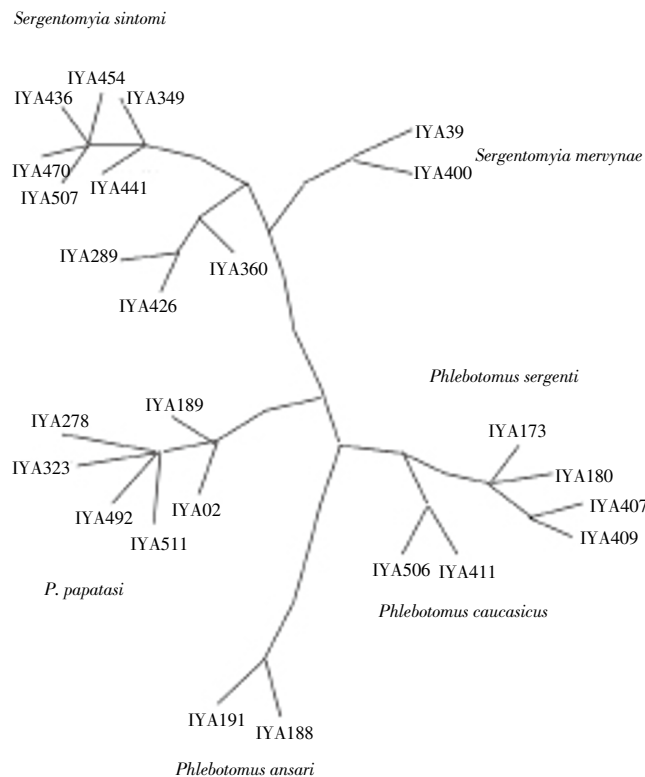 Sergentomyia sintomi
IYA454
IYA436
IYA349
IYA39
Sergentomyia mervynae
IYA470
IYA400
IYA441
IYA507
IYA289
IYA360
IYA426
Phlebotomus sergenti
IYA189
IYA278
IYA173
IYA323
IYA180
IYA492
IYA02
IYA407
IYA511
IYA409
IYA506
IYA411
P. papatasi
Phlebotomus caucasicus
IYA191
IYA188
Phlebotomus ansari